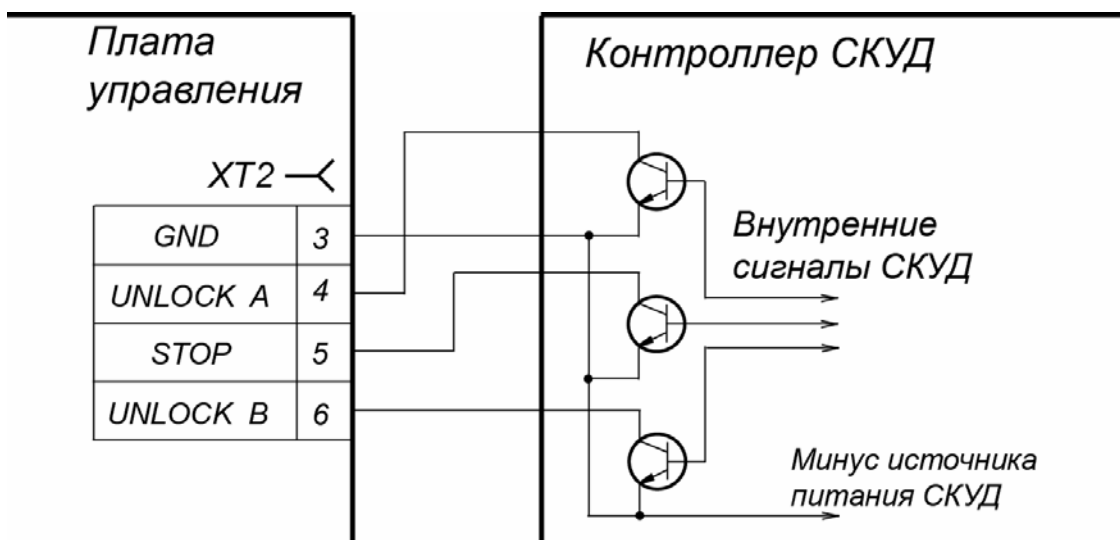 Плата
управления
Контроллер СКУД
XT2
GND 3
UNLOCK A 4
STOP 5
UNLOCK B 6
Внутренние
сигналы СКУД
Минус источника
питания СКУД